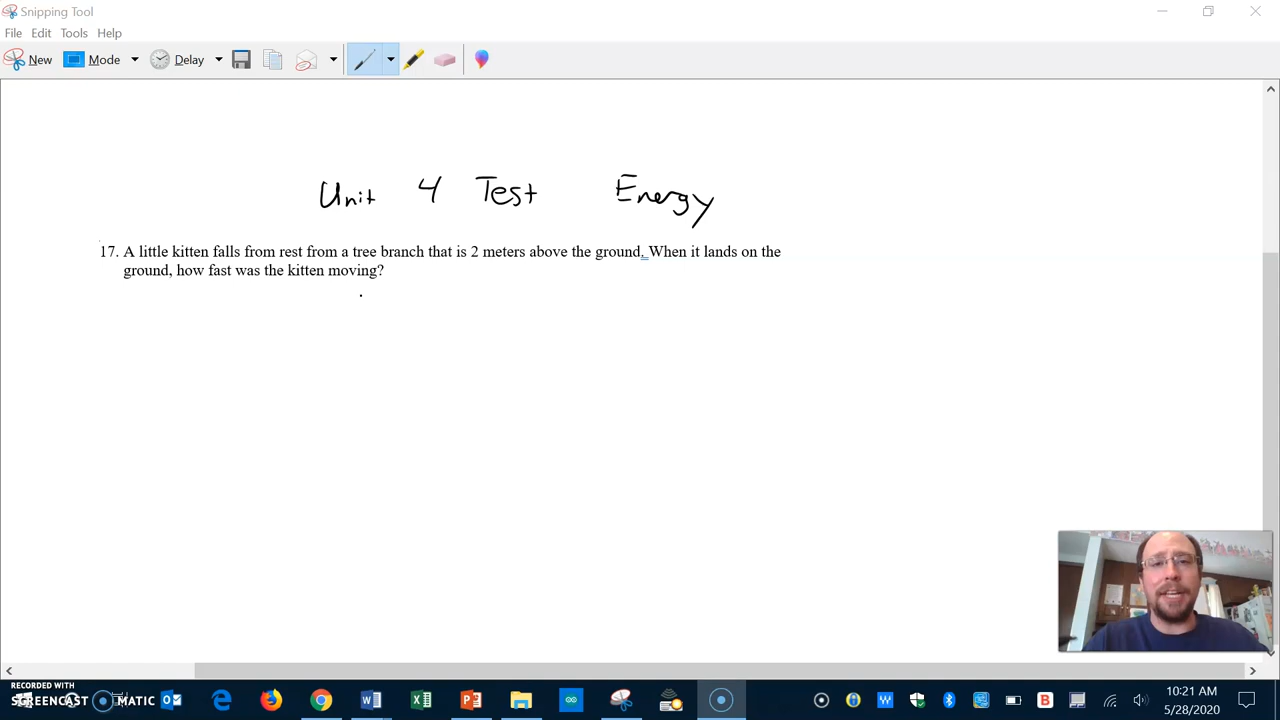 Snipping Tool
File Edit Tools Help
New Mode Delay
Unit 4 Test Energy
17. A little kitten falls from rest from a tree branch that is 2 meters above the ground. When it lands on the
ground, how fast was the kitten moving?
RECORDED WITH
SCREENCAST MATIC
10:21 AM
5/28/2020